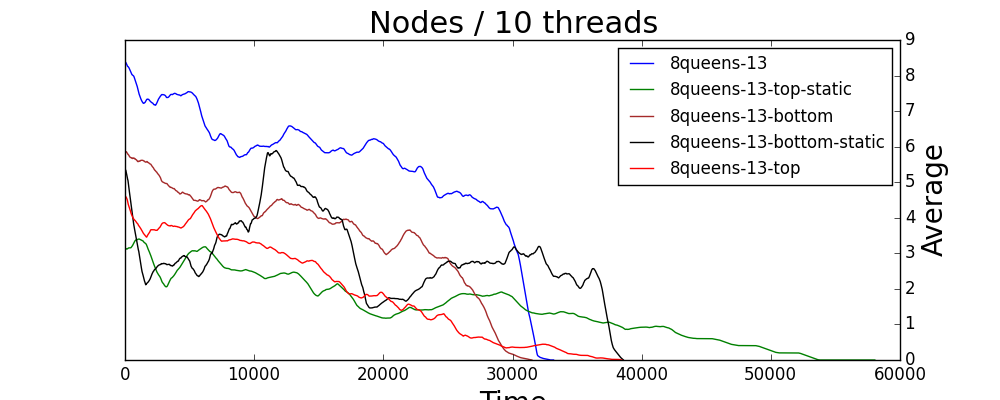 Nodes / 10 threads
8queens-13
8queens-13-top-static
8queens-13-bottom
8queens-13-bottom-static
8queens-13-top
9
8
7
6
5
4
3
2
1
0
Average
0 10000 20000 30000 40000 50000 60000
Time